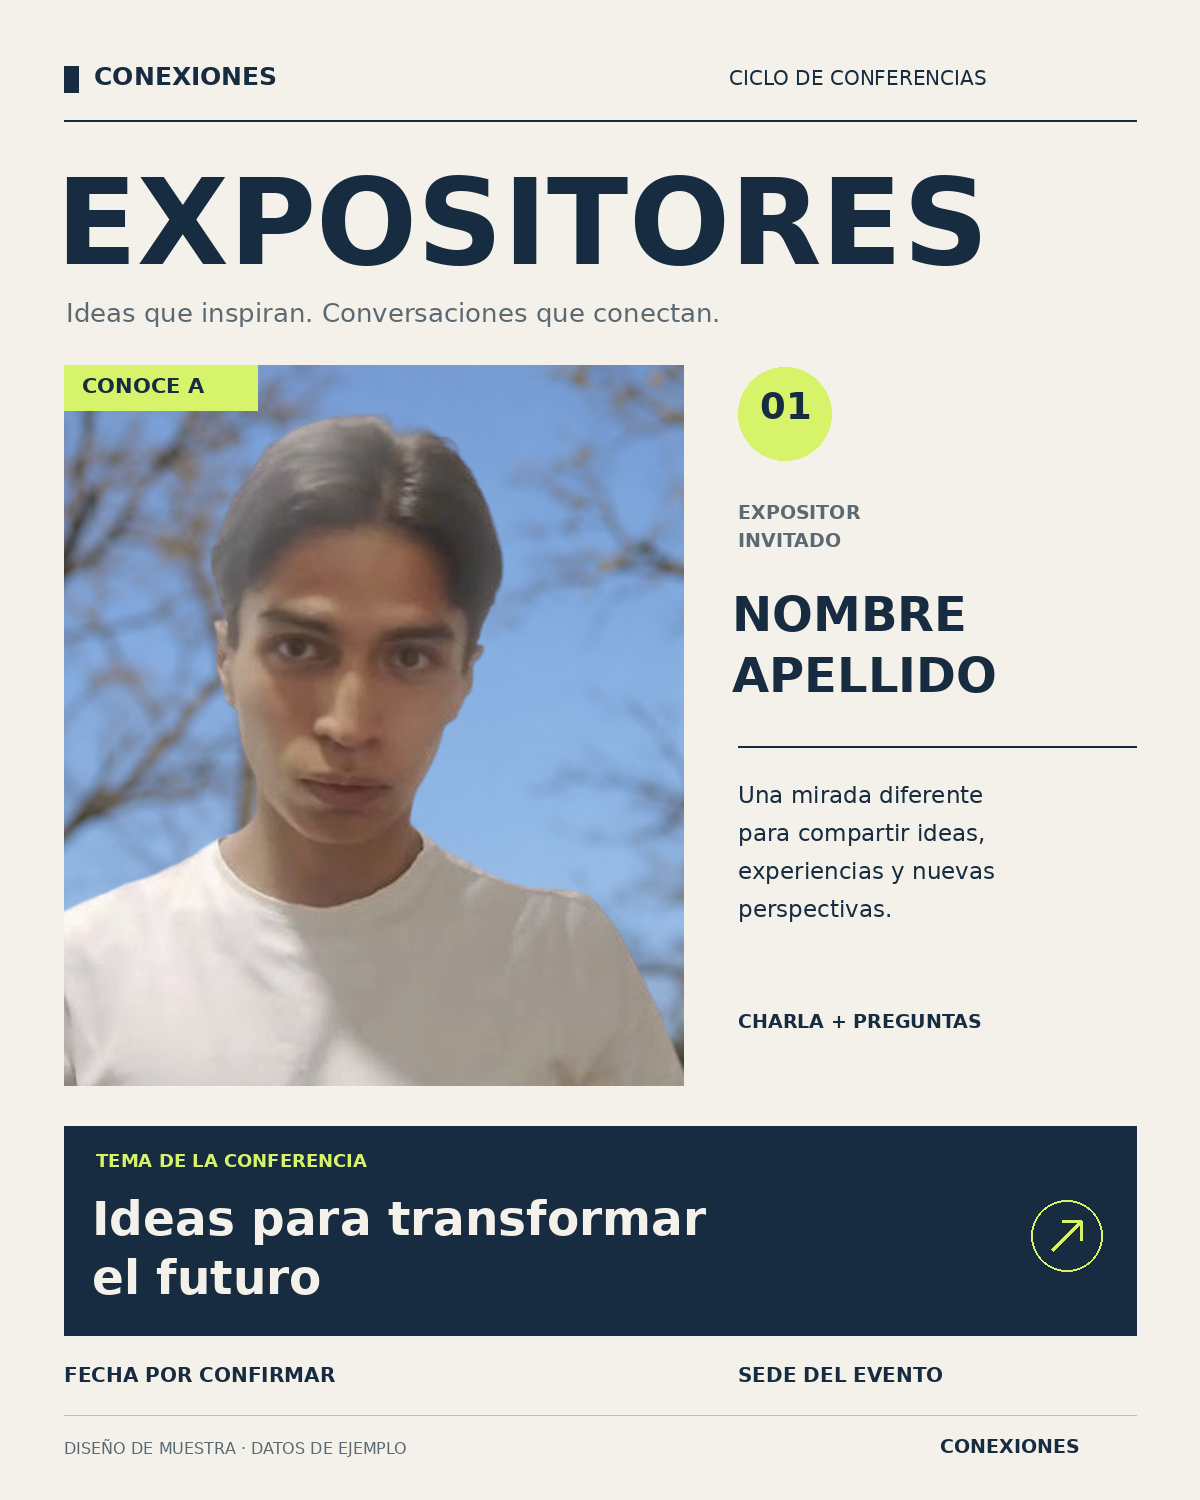 CONEXIONES
CICLO DE CONFERENCIAS
EXPOSITORES
Ideas que inspiran. Conversaciones que conectan.
CONOCE A
01
EXPOSITOR
INVITADO
NOMBRE
APELLIDO
Una mirada diferente
para compartir ideas,
experiencias y nuevas
perspectivas.
CHARLA + PREGUNTAS
TEMA DE LA CONFERENCIA
Ideas para transformar
el futuro
FECHA POR CONFIRMAR
SEDE DEL EVENTO
DISEÑO DE MUESTRA · DATOS DE EJEMPLO
CONEXIONES